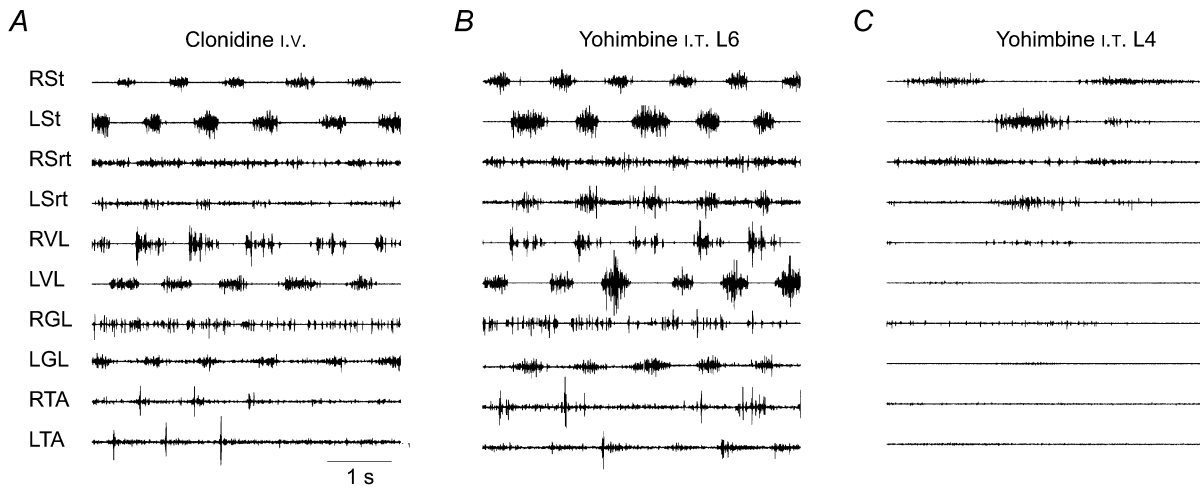 A
Clonidine I.V.
B
Yohimbine I.T. L6
C
Yohimbine I.T. L4
RSt
LSt
RSrt
LSrt
RVL
LVL
RGL
LGL
RTA
LTA
1 s